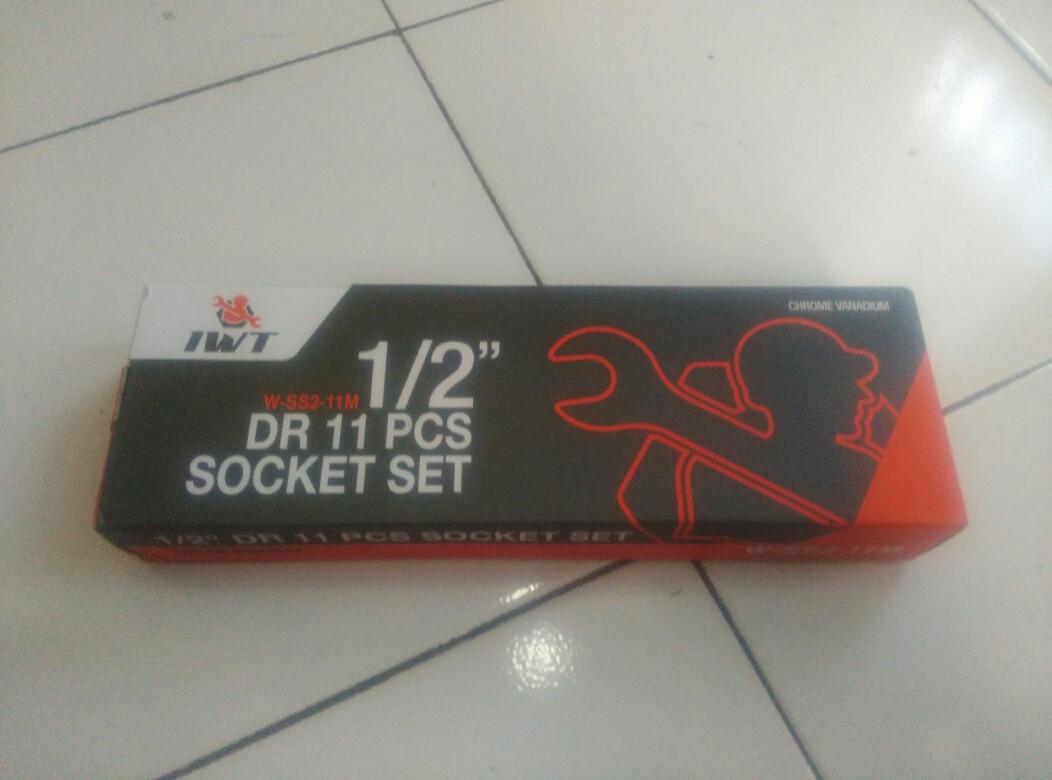 IWT
CHROME VANADIUM
W-SS2-11M 1/2”
DR 11 PCS
SOCKET SET
1/2" DR 11 PCS SOCKET SET
W-SS2-11M